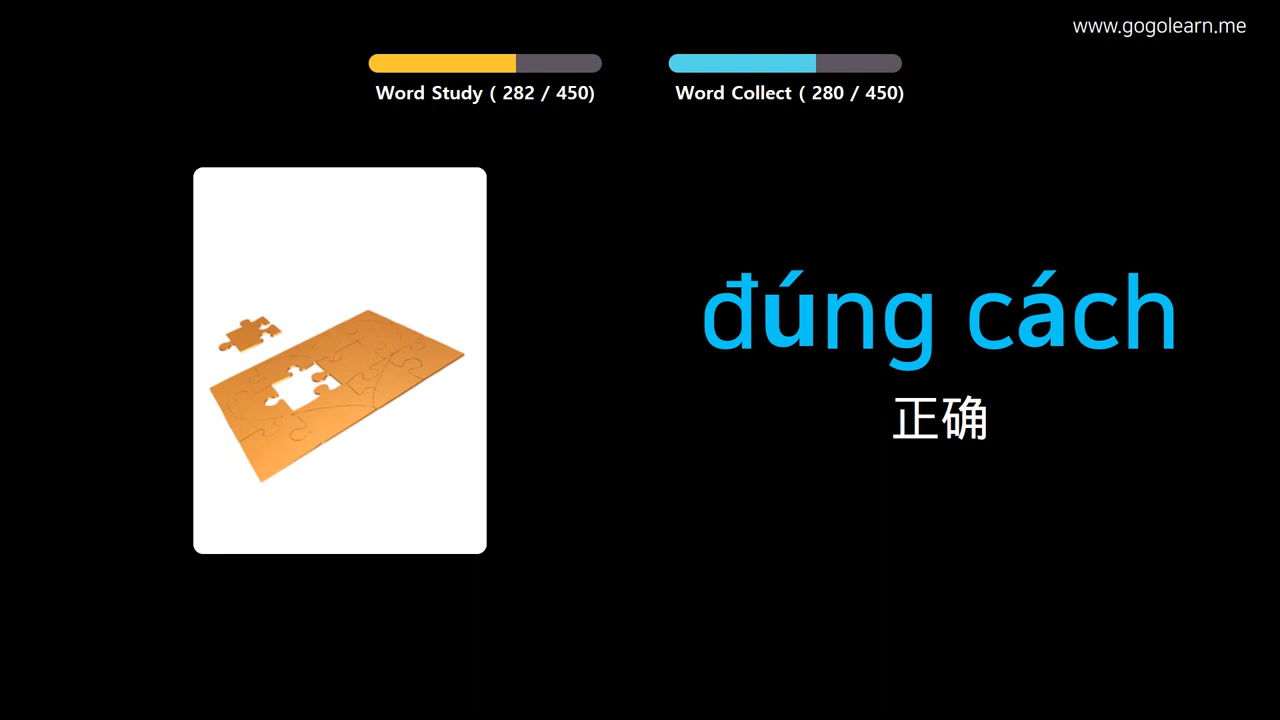 www.gogolearn.me
Word Study ( 282 / 450)
Word Collect ( 280 / 450)
đúng cách
正确